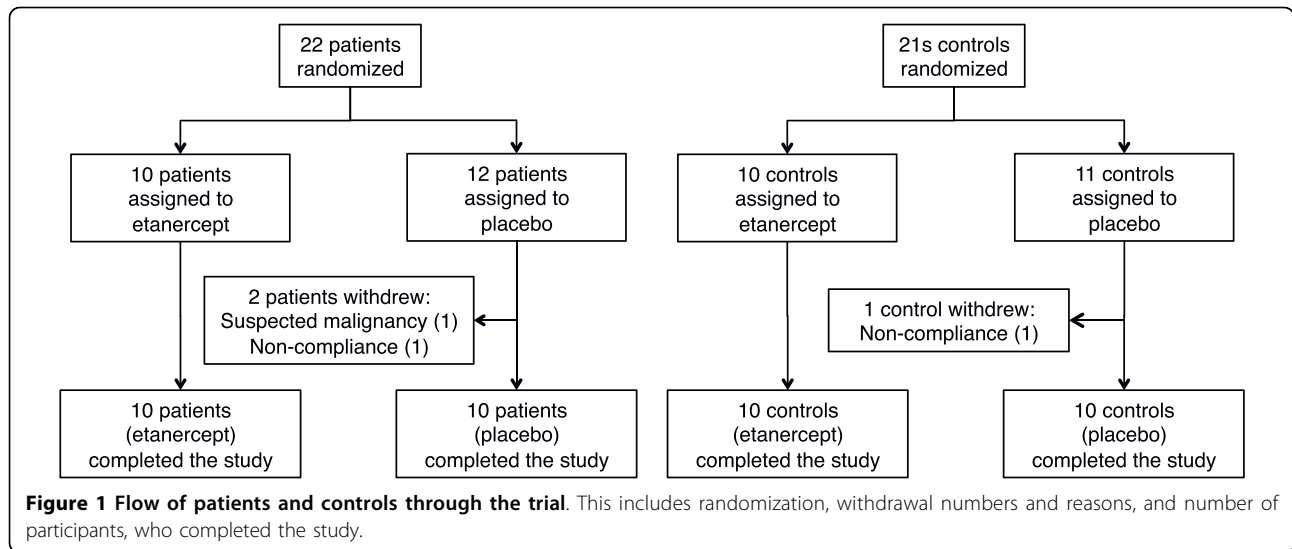 22 patients
randomized
21s controls
randomized
10 patients
assigned to
etanercept
12 patients
assigned to
placebo
10 controls
assigned to
etanercept
11 controls
assigned to
placebo
2 patients withdrew:
Suspected malignancy (1)
Non-compliance (1)
1 control withdrew:
Non-compliance (1)
10 patients
(etanercept)
completed the study
10 patients
(placebo)
completed the study
10 controls
(etanercept)
completed the study
10 controls
(placebo)
completed the study
Figure 1 Flow of patients and controls through the trial. This includes randomization, withdrawal numbers and reasons, and number of
participants, who completed the study.